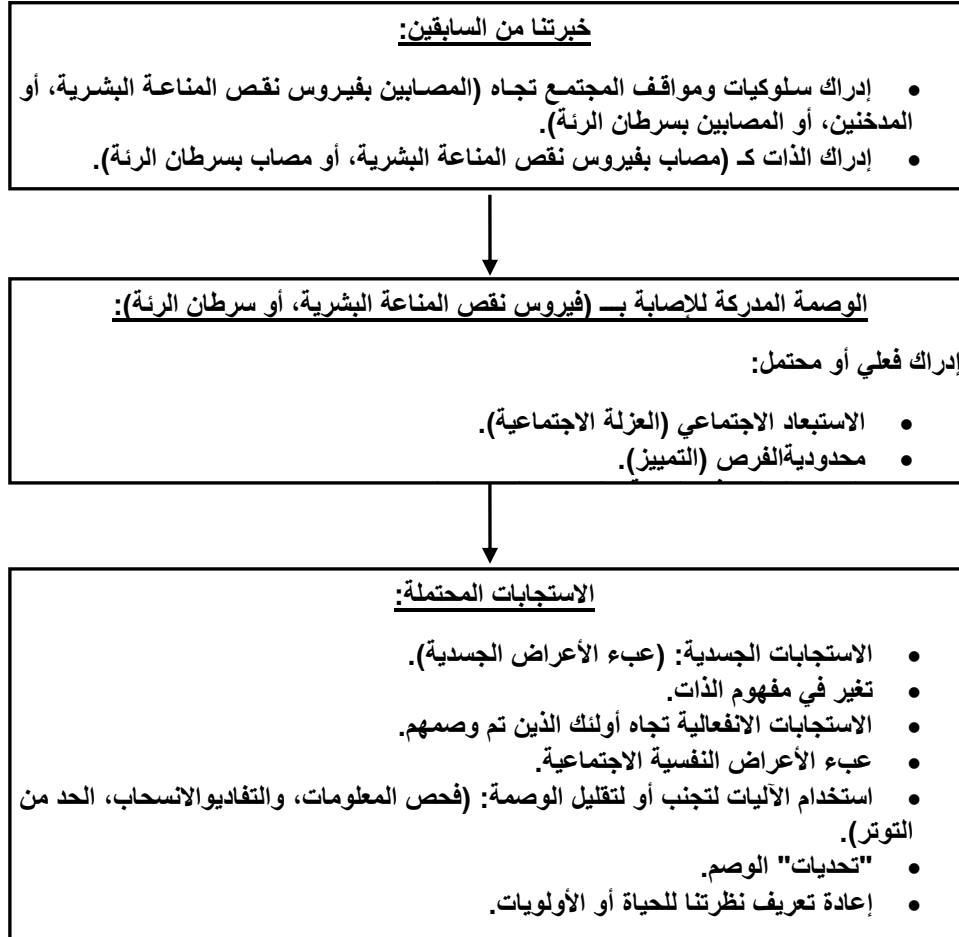 خبرتنا من السابقين:
• إدراك سلوكيات ومواقف المجتمع تجاه (المصابين بفيروس نقص المناعة البشرية، أو
المدخنين، أو المصابين بسرطان الرئة).
• إدراك الذات كـ (مصاب بفيروس نقص المناعة البشرية، أو مصاب بسرطان الرئة).
الوصمة المدركة للإصابة بـــ (فيروس نقص المناعة البشرية، أو سرطان الرئة):
إدراك فعلي أو محتمل:
• الاستبعاد الاجتماعي (العزلة الاجتماعية).
• محدوديةالفرص (التمييز).
الاستجابات المحتملة:
• الاستجابات الجسدية: (عبء الأعراض الجسدية).
• تغير في مفهوم الذات.
• الاستجابات الانفعالية تجاه أولئك الذين تم وصمهم.
• عبء الأعراض النفسية الاجتماعية.
• استخدام الآليات لتجنب أو لتقليل الوصمة: (فحص المعلومات، والتفاديوالانسحاب، الحد من
التوتر).
• "تحديات" الوصم.
• إعادة تعريف نظرتنا للحياة أو الأولويات.